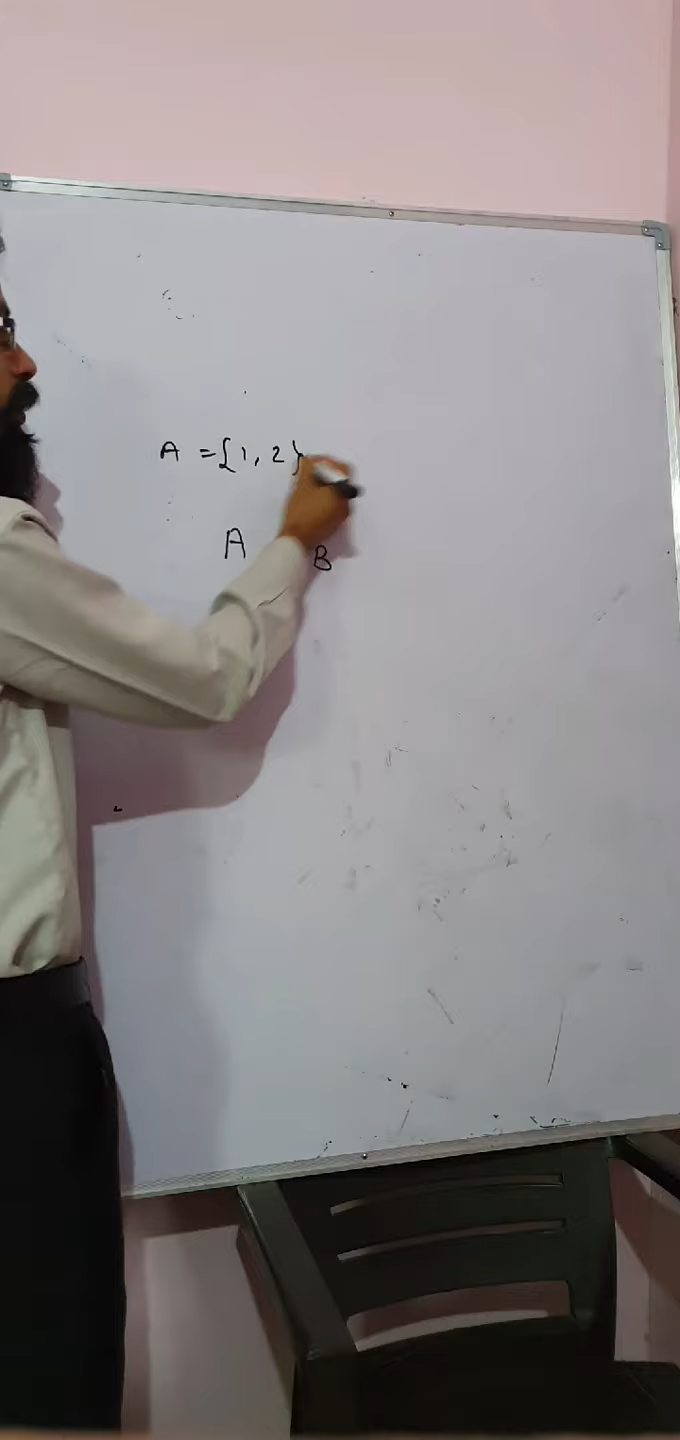 A = {1, 2}
A B